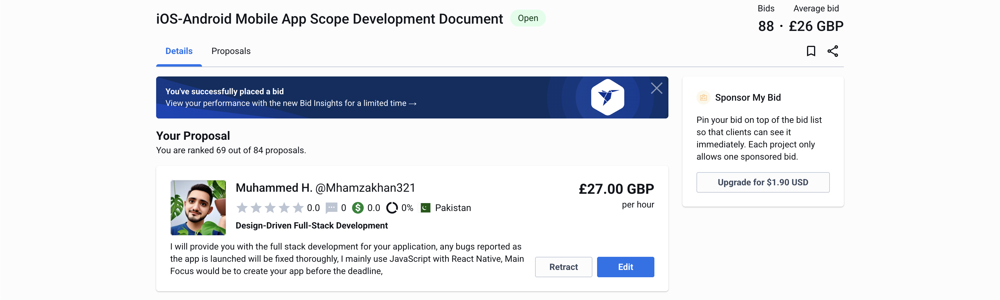 iOS-Android Mobile App Scope Development Document
Open
Bids
Average bid
88 · £26 GBP
Details
Proposals
You've successfully placed a bid
View your performance with the new Bid Insights for a limited time →
Your Proposal
You are ranked 69 out of 84 proposals.
Muhammed H. @Mhamzakhan321
0.0 0 $ 0.0 0% Pakistan
Design-Driven Full-Stack Development
£27.00 GBP
per hour
I will provide you with the full stack development for your application, any bugs reported as
the app is launched will be fixed thoroughly, I mainly use JavaScript with React Native, Main
Focus would be to create your app before the deadline,
Retract
Edit
Sponsor My Bid
Pin your bid on top of the bid list
so that clients can see it
immediately. Each project only
allows one sponsored bid.
Upgrade for $1.90 USD